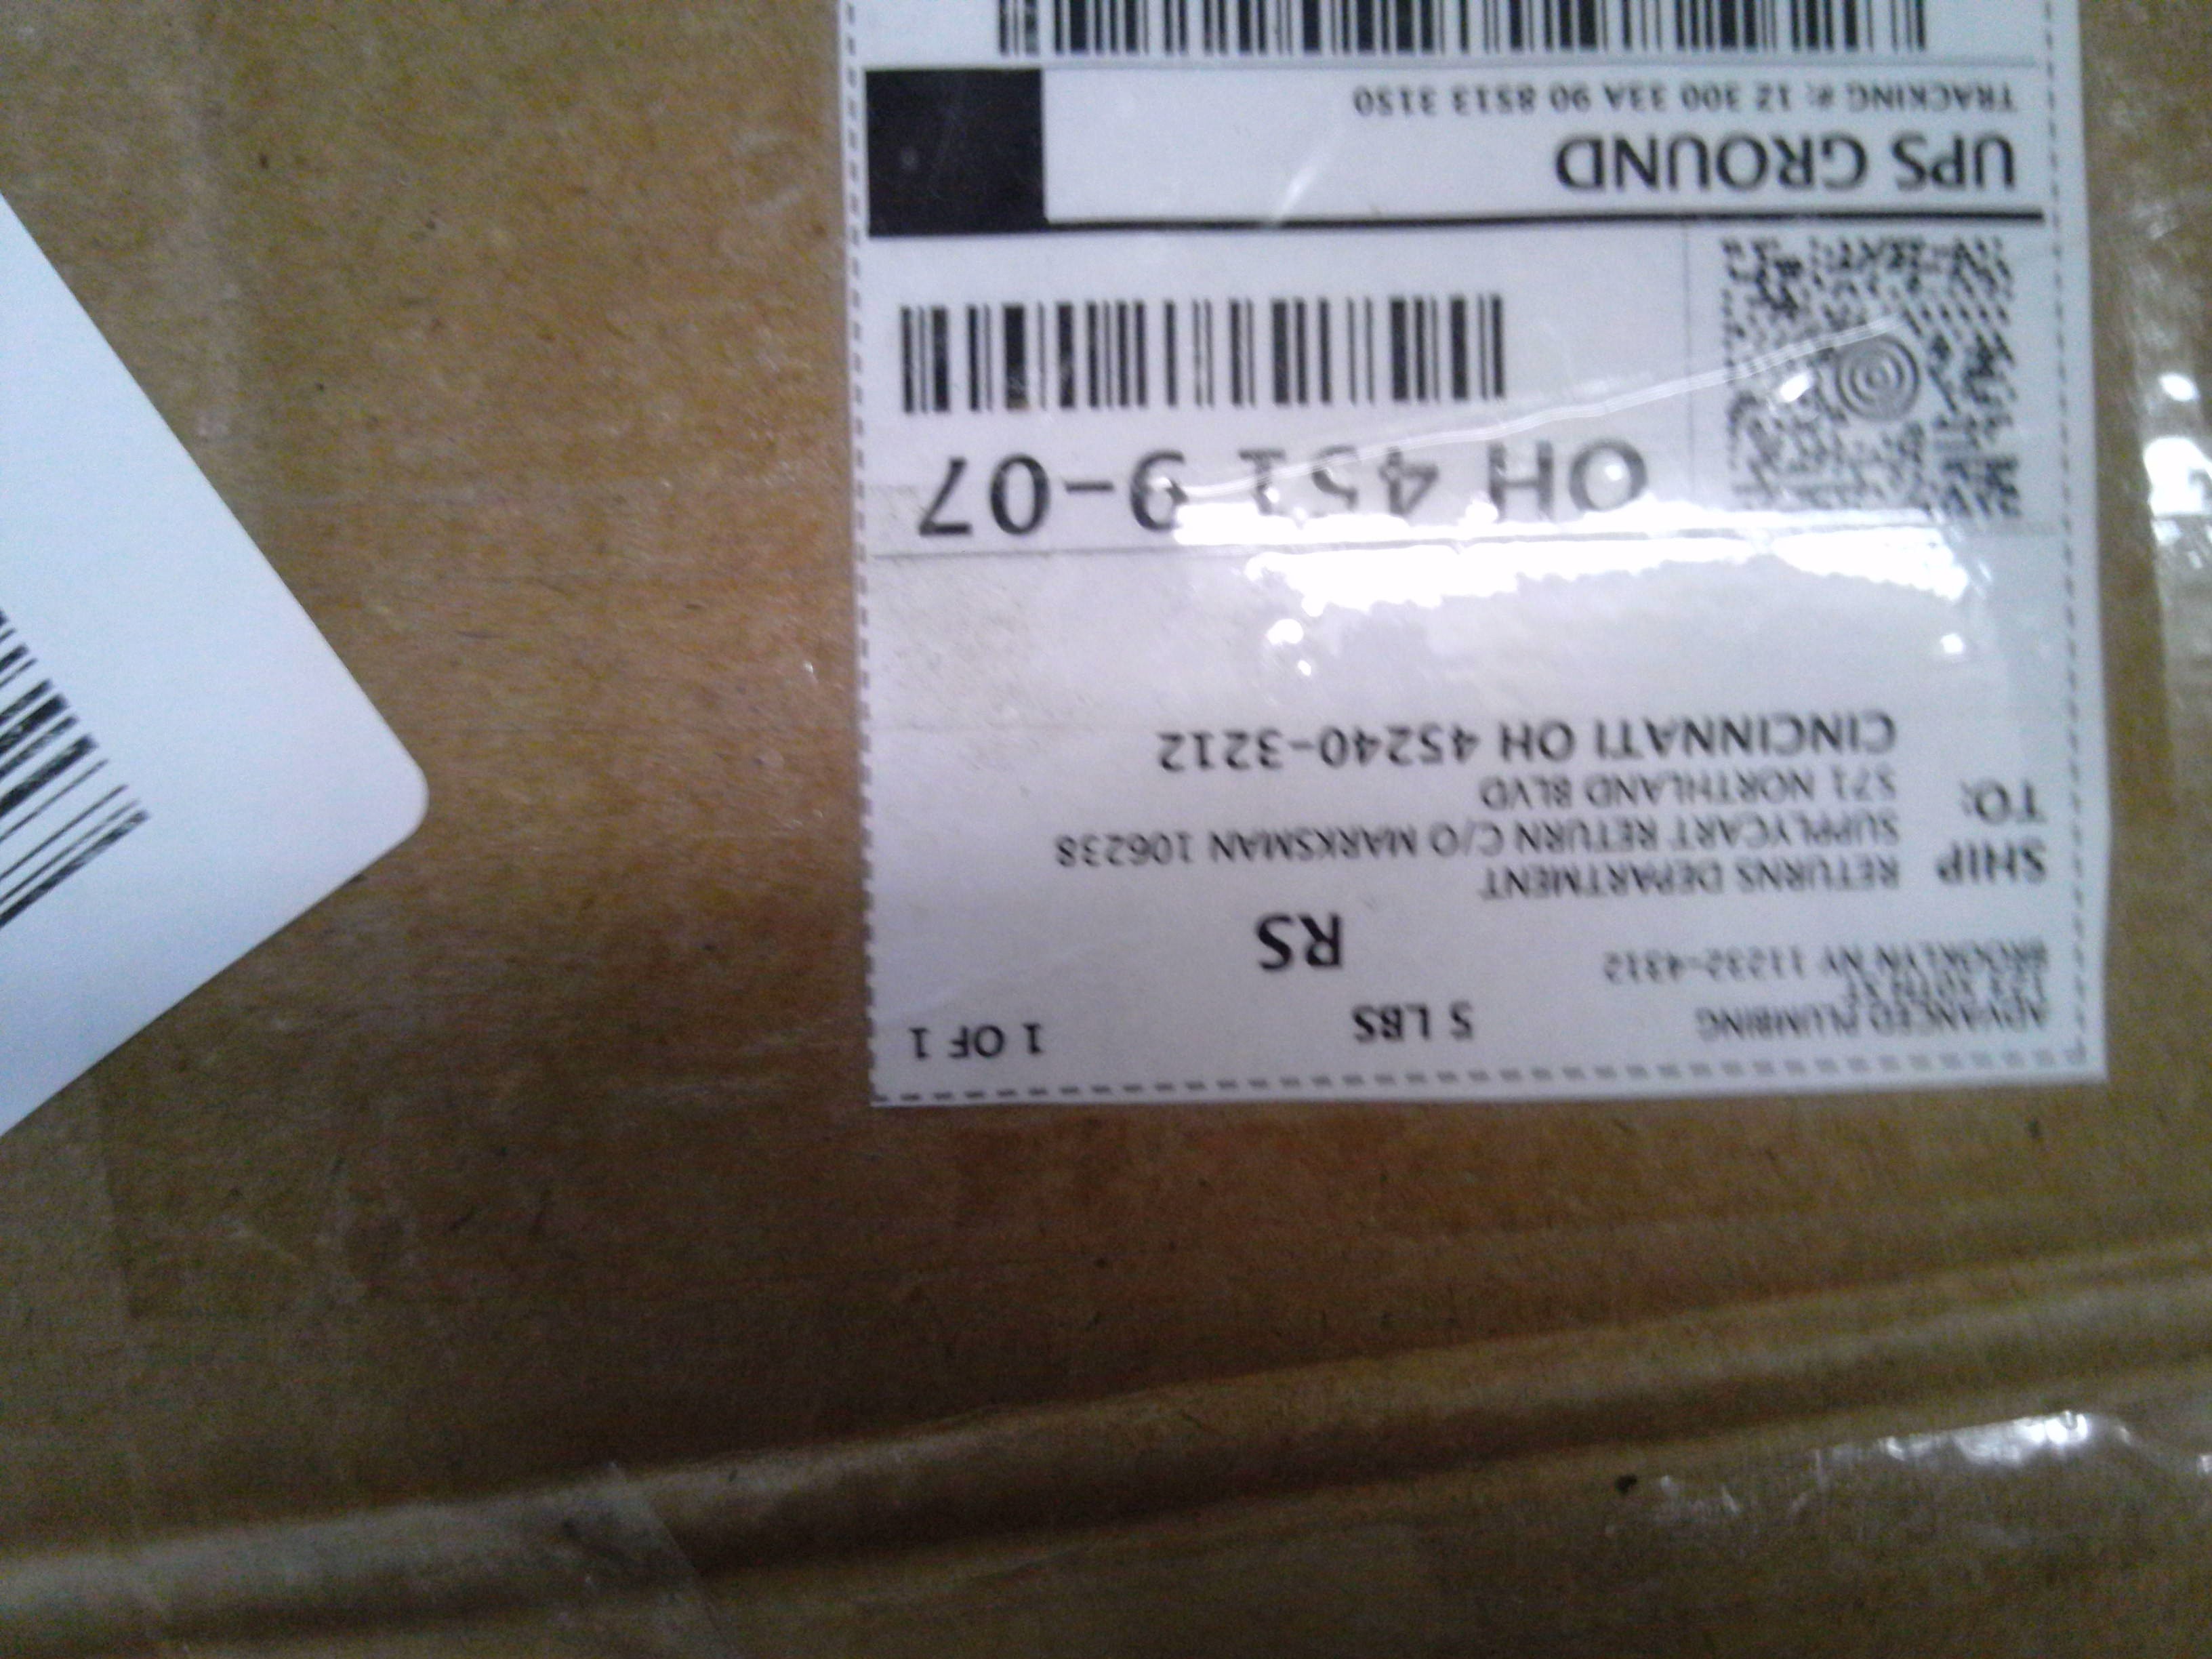 ADVANCED PLUMBING
BROOKLYN NY 11232-4312
5 LBS
1 OF 1
RS
SHIP TO:
RETURNS DEPARTMENT
SUPPLYCART RETURN C/O MARKSMAN 106238
571 NORTHLAND BLVD
CINCINNATI OH 45240-3212
OH 451 9-07
UPS GROUND
TRACKING #: 1Z 300 33A 90 8513 3150